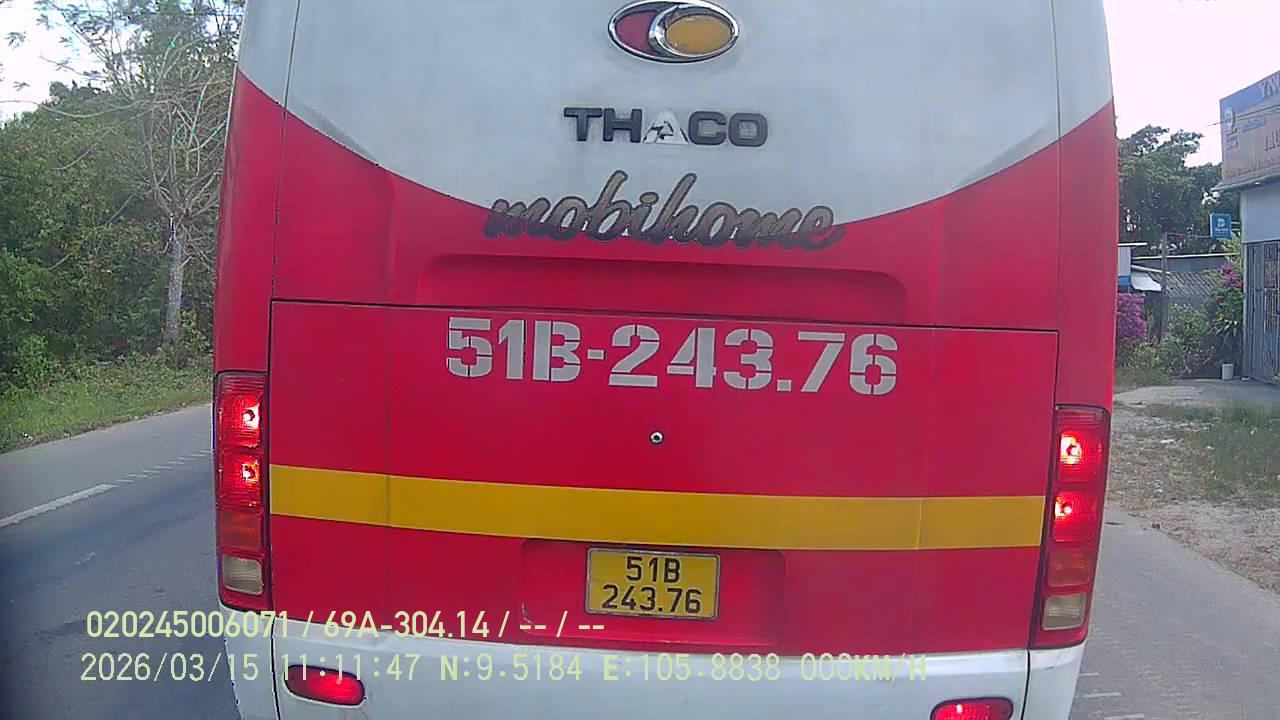 THACO
mobihome
51B-243.76
51B
243.76
020245006071 / 69A-304.14 / -- / --
2026/03/15 11:11:47 N:9.5184 E:105.8838 000KM/H